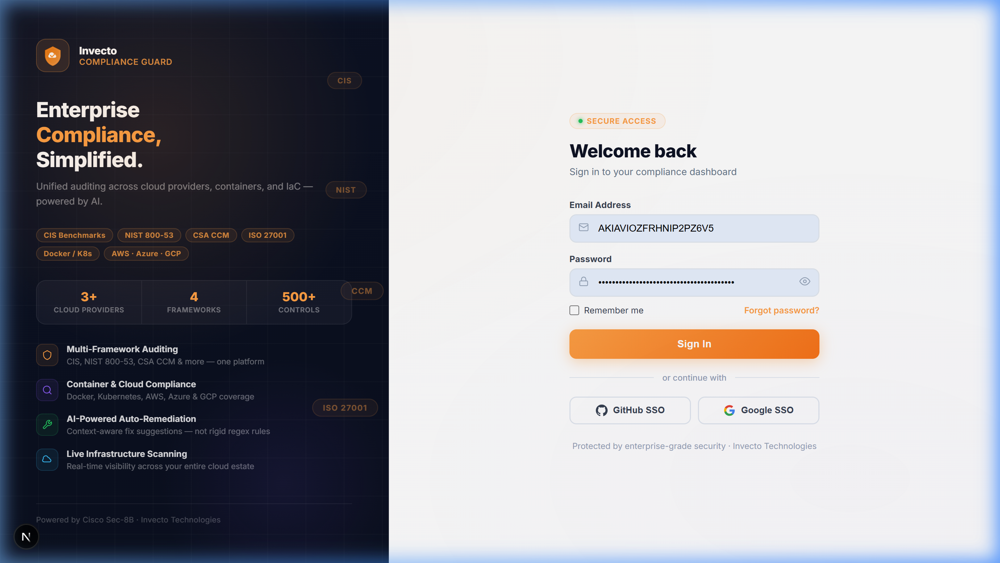 Invecto
COMPLIANCE GUARD
CIS
Enterprise
Compliance,
Simplified.
Unified auditing across cloud providers, containers, and IaC —
powered by AI.
NIST
CIS Benchmarks
NIST 800-53
CSA CCM
ISO 27001
Docker / K8s
AWS · Azure · GCP
3+
CLOUD PROVIDERS
4
FRAMEWORKS
500+
CONTROLS
CCM
Multi-Framework Auditing
CIS, NIST 800-53, CSA CCM & more — one platform
Container & Cloud Compliance
Docker, Kubernetes, AWS, Azure & GCP coverage
ISO 27001
AI-Powered Auto-Remediation
Context-aware fix suggestions — not rigid regex rules
Live Infrastructure Scanning
Real-time visibility across your entire cloud estate
Powered by Cisco Sec-8B · Invecto Technologies
N
SECURE ACCESS
Welcome back
Sign in to your compliance dashboard
Email Address
AKIAVIOZFRHNIP2PZ6V5
Password
••••••••••••••••••••••••••••••••••••••••
Remember me
Forgot password?
Sign In
or continue with
GitHub SSO
Google SSO
Protected by enterprise-grade security · Invecto Technologies